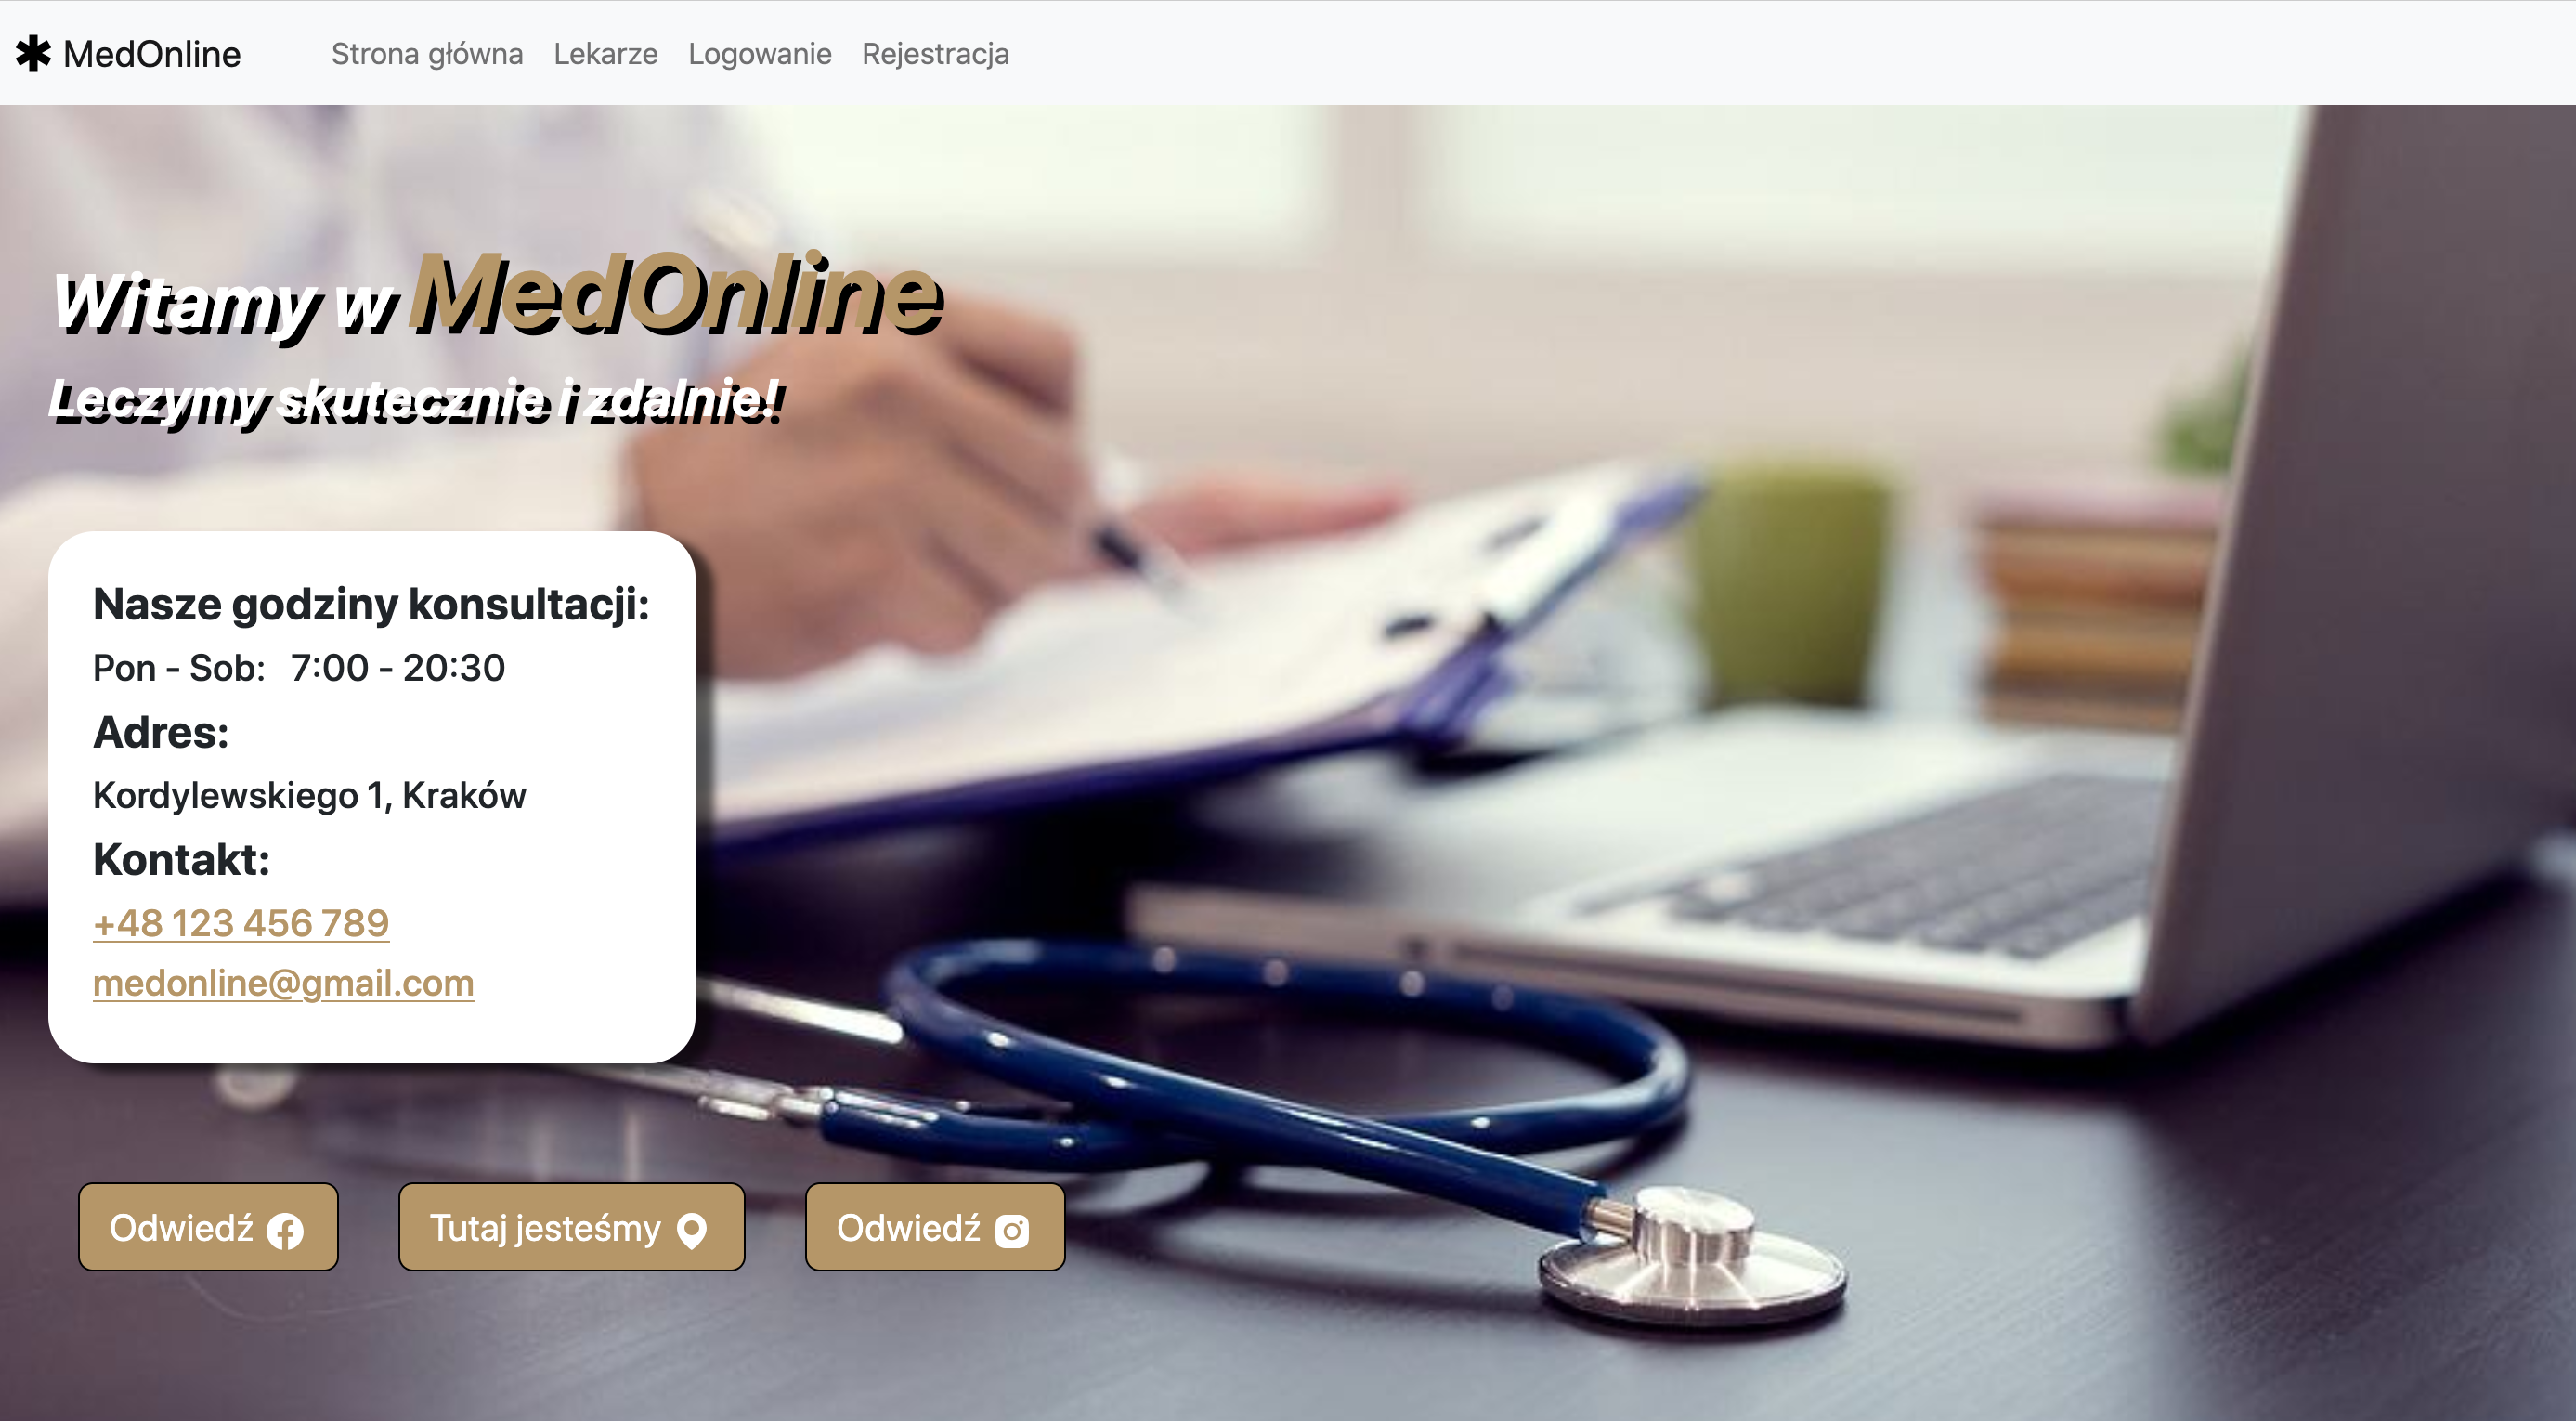 MedOnline
Strona główna Lekarze Logowanie Rejestracja
Witamy w MedOnline
Leczymy skutecznie i zdalnie!
Nasze godziny konsultacji:
Pon - Sob: 7:00 - 20:30
Adres:
Kordylewskiego 1, Kraków
Kontakt:
+48 123 456 789
medonline@gmail.com
Odwiedź
Tutaj jesteśmy
Odwiedź